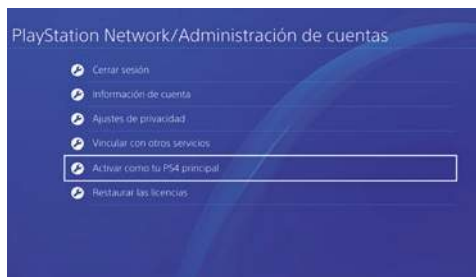 PlayStation Network/Administración de cuentas
Cerrar sesión
Información de cuenta
Ajustes de privacidad
Vincular con otros servicios
Activar como tu PS4 principal
Restaurar las licencias